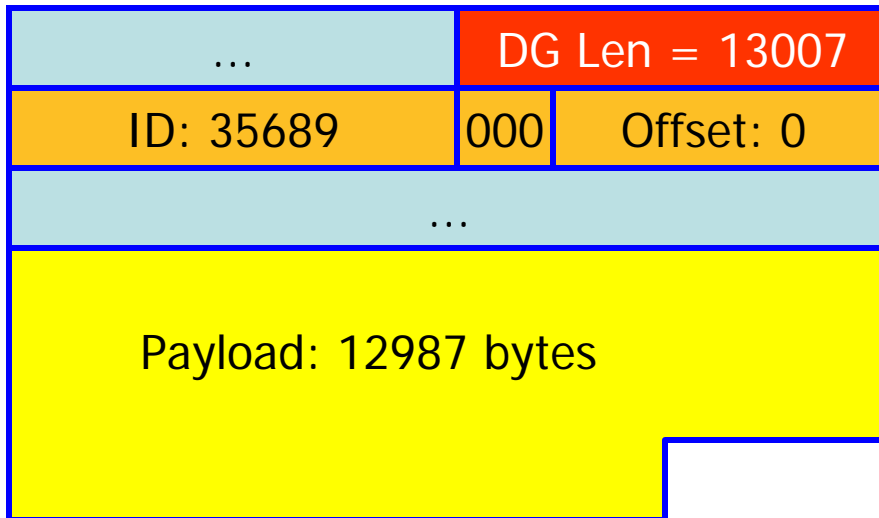 ... DG Len = 13007
ID: 35689 000 Offset: 0
...
Payload: 12987 bytes